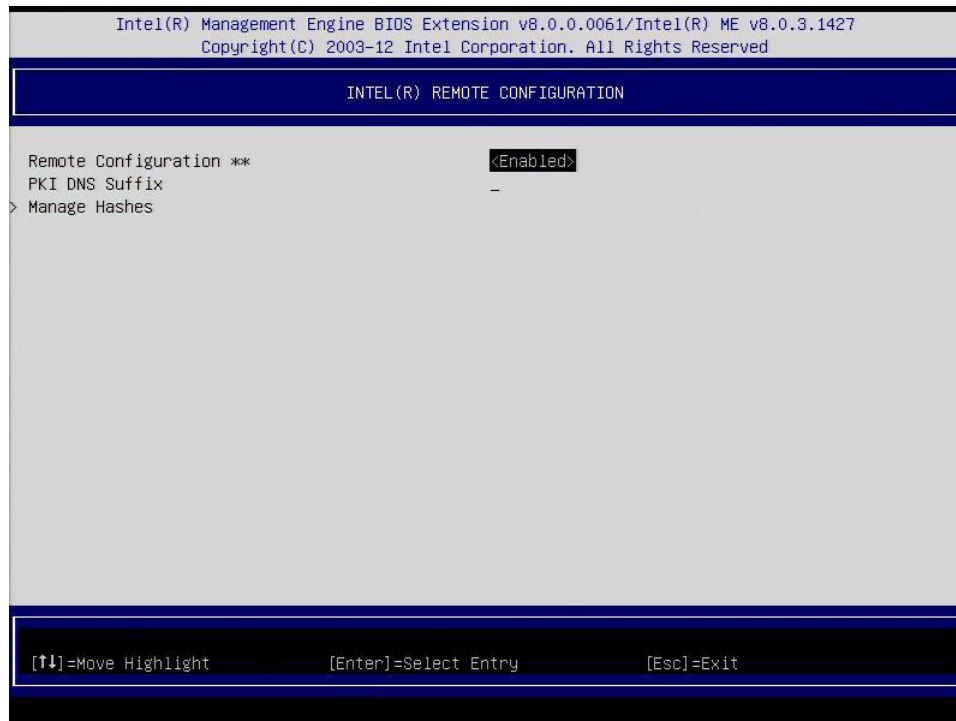 Intel(R) Management Engine BIOS Extension v8.0.0.0061/Intel(R) ME v8.0.3.1427
Copyright(C) 2003-12 Intel Corporation. All Rights Reserved
INTEL(R) REMOTE CONFIGURATION
Remote Configuration ** <Enabled>
PKI DNS Suffix _
> Manage Hashes
[↑↓]=Move Highlight [Enter]=Select Entry [Esc]=Exit